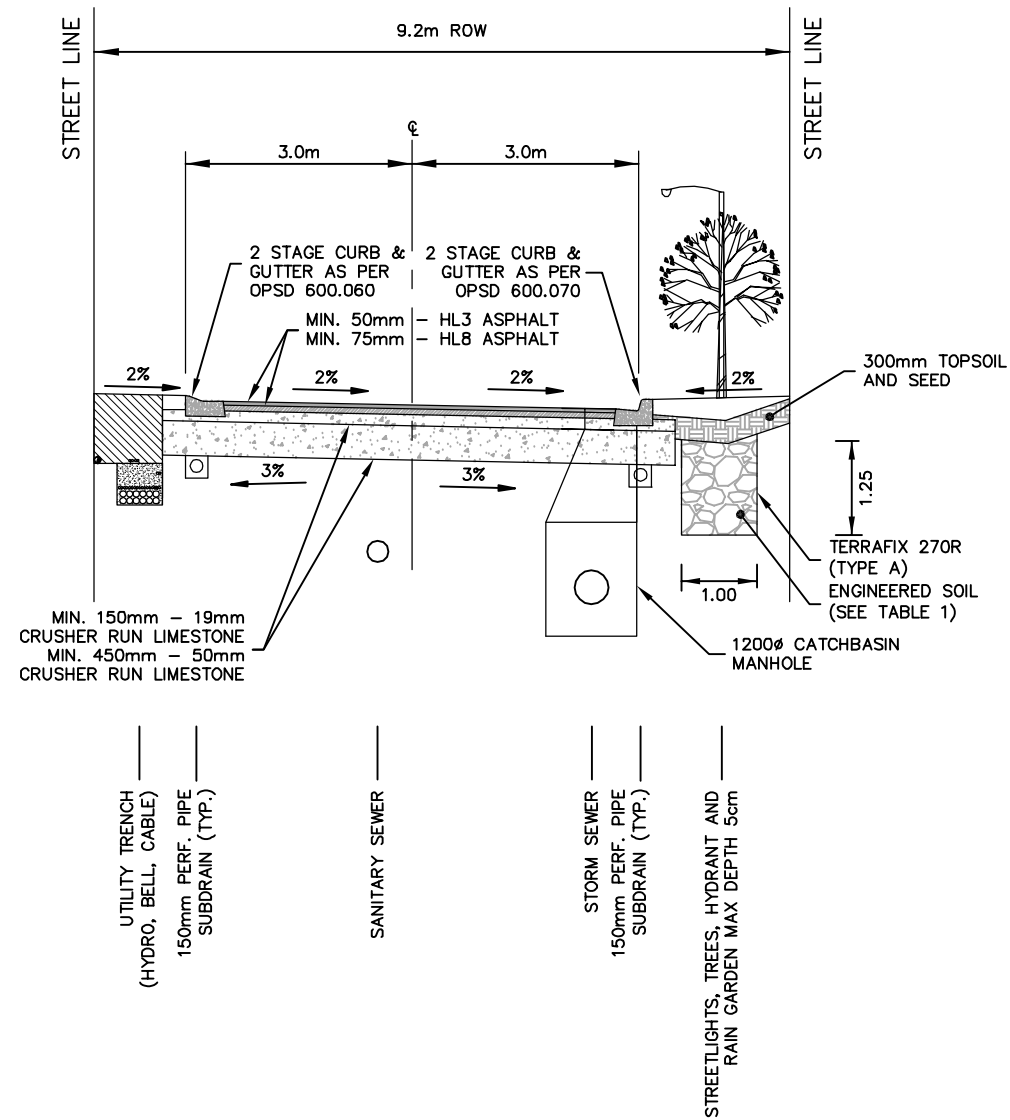 9.2m ROW
STREET LINE
STREET LINE
℄
3.0m
3.0m
2 STAGE CURB &
GUTTER AS PER
OPSD 600.060
2 STAGE CURB &
GUTTER AS PER
OPSD 600.070
MIN. 50mm – HL3 ASPHALT
MIN. 75mm – HL8 ASPHALT
2%
2%
2%
2%
300mm TOPSOIL
AND SEED
3%
3%
1.25
1.00
TERRAFIX 270R
(TYPE A)
ENGINEERED SOIL
(SEE TABLE 1)
MIN. 150mm – 19mm
CRUSHER RUN LIMESTONE
MIN. 450mm – 50mm
CRUSHER RUN LIMESTONE
1200ø CATCHBASIN
MANHOLE
UTILITY TRENCH
(HYDRO, BELL, CABLE)
150mm PERF. PIPE
SUBDRAIN (TYP.)
SANITARY SEWER
STORM SEWER
150mm PERF. PIPE
SUBDRAIN (TYP.)
STREETLIGHTS, TREES, HYDRANT AND
RAIN GARDEN MAX DEPTH 5cm